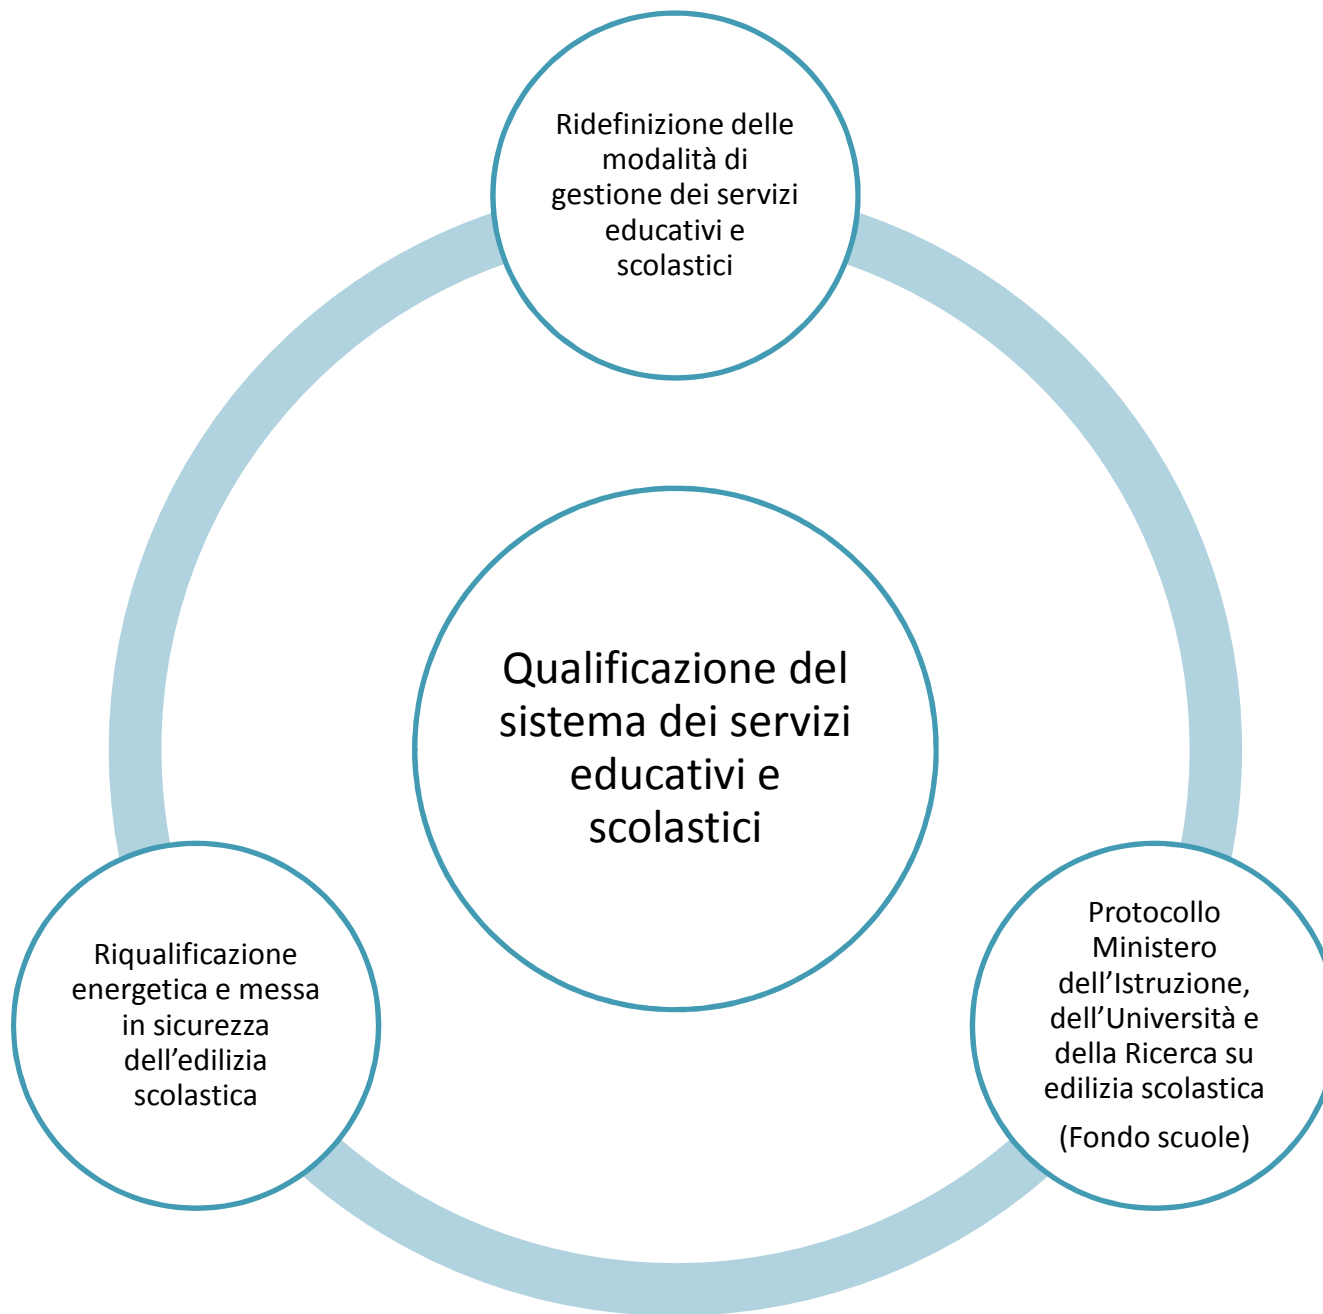 Ridefinizione delle
modalità di
gestione dei servizi
educativi e
scolastici
Qualificazione del
sistema dei servizi
educativi e
scolastici
Riqualificazione
energetica e messa
in sicurezza
dell’edilizia
scolastica
Protocollo
Ministero
dell’Istruzione,
dell’Università e
della Ricerca su
edilizia scolastica
(Fondo scuole)